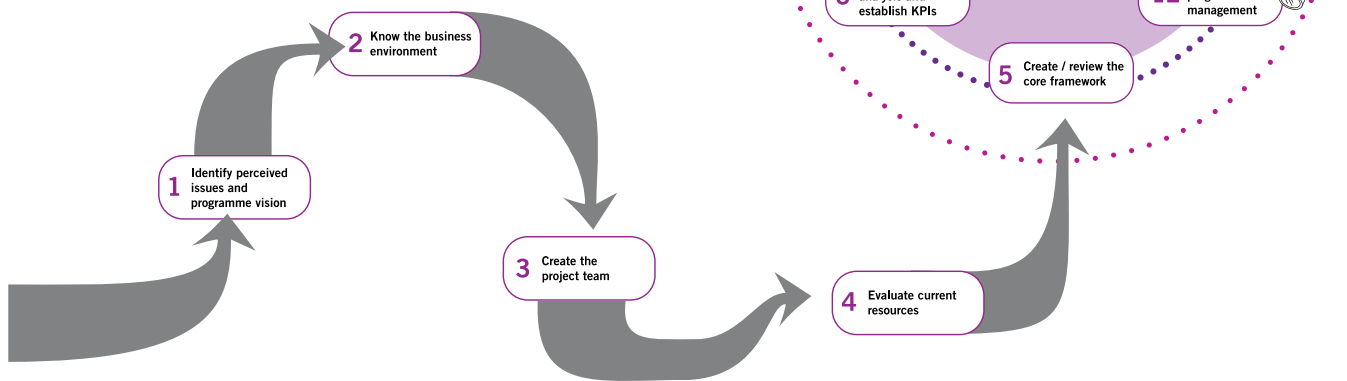 establish KPIs
management
2 Know the business
environment
5 Create / review the
core framework
1 Identify perceived
issues and
programme vision
3 Create the
project team
4 Evaluate current
resources